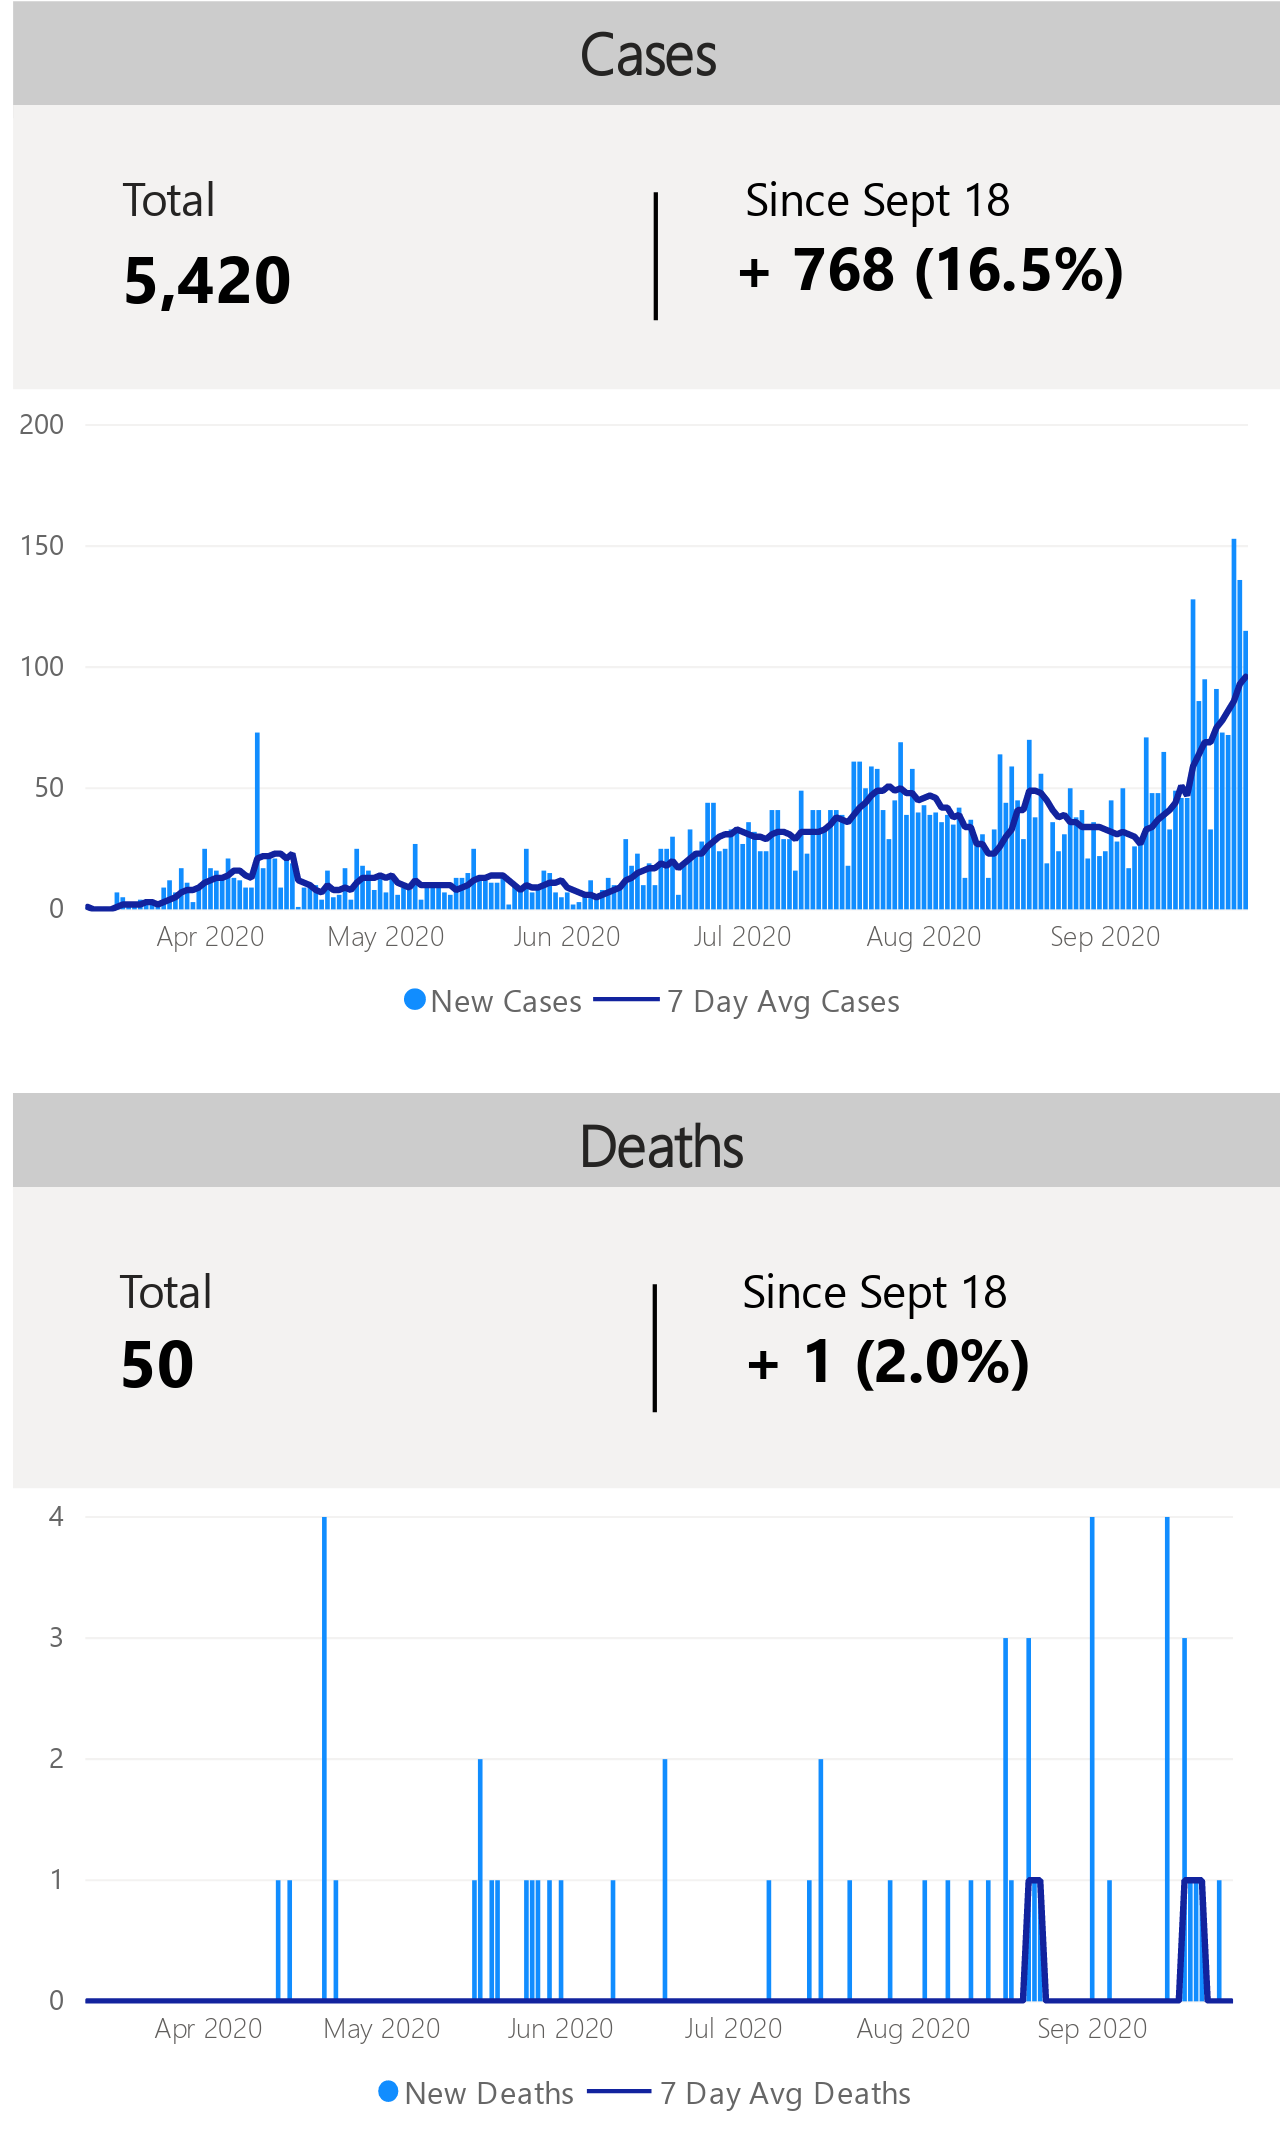 Cases
Total
Since Sept 18
5,420
+ 768 (16.5%)
200
150
100
50
0
Apr 2020 May 2020 Jun 2020 Jul 2020 Aug 2020 Sep 2020
New Cases 7 Day Avg Cases
Deaths
Total
Since Sept 18
50
+ 1 (2.0%)
4
3
2
1
0
Apr 2020 May 2020 Jun 2020 Jul 2020 Aug 2020 Sep 2020
New Deaths 7 Day Avg Deaths